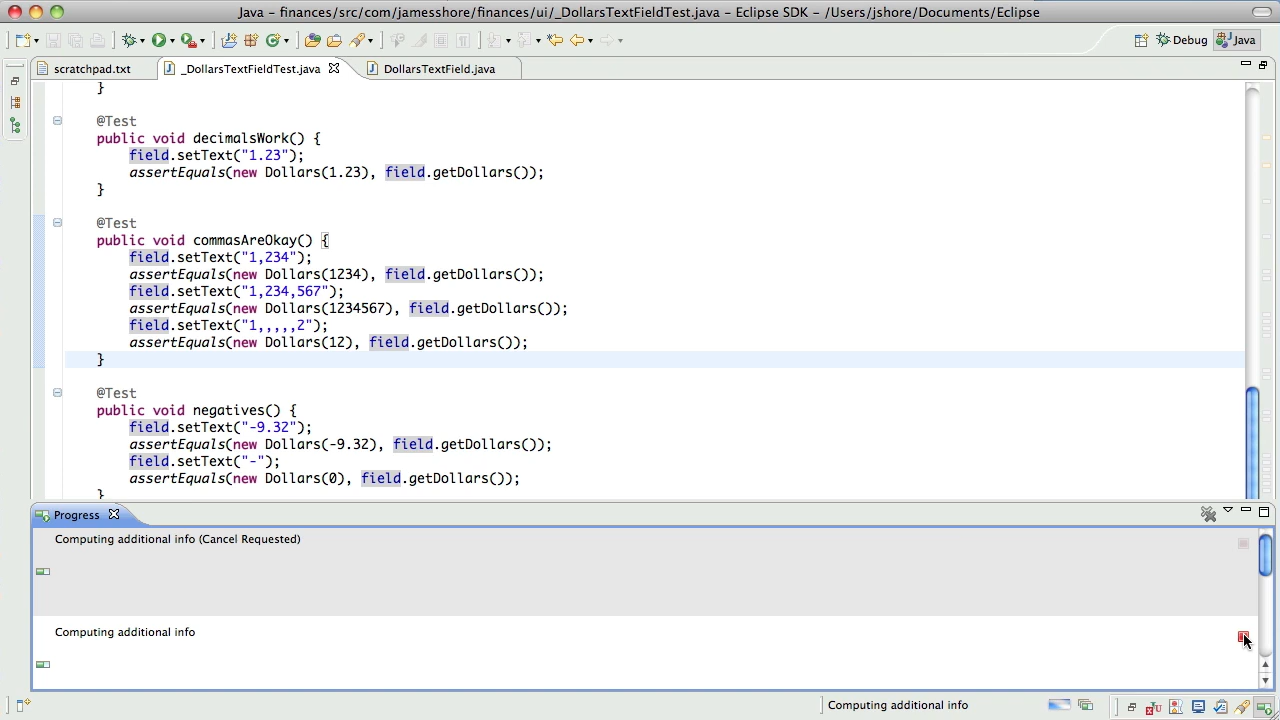 Java – finances/src/com/jamesshore/finances/ui/_DollarsTextFieldTest.java – Eclipse SDK – /Users/jshore/Documents/Eclipse
Debug Java
scratchpad.txt _DollarsTextFieldTest.java DollarsTextField.java
}
@Test
public void decimalsWork() {
field.setText("1.23");
assertEquals(new Dollars(1.23), field.getDollars());
}
@Test
public void commasAreOkay() {
field.setText("1,234");
assertEquals(new Dollars(1234), field.getDollars());
field.setText("1,234,567");
assertEquals(new Dollars(1234567), field.getDollars());
field.setText("1,,,,,2");
assertEquals(new Dollars(12), field.getDollars());
}
@Test
public void negatives() {
field.setText("-9.32");
assertEquals(new Dollars(-9.32), field.getDollars());
field.setText("-");
assertEquals(new Dollars(0), field.getDollars());
}
Progress
Computing additional info (Cancel Requested)
Computing additional info
Computing additional info